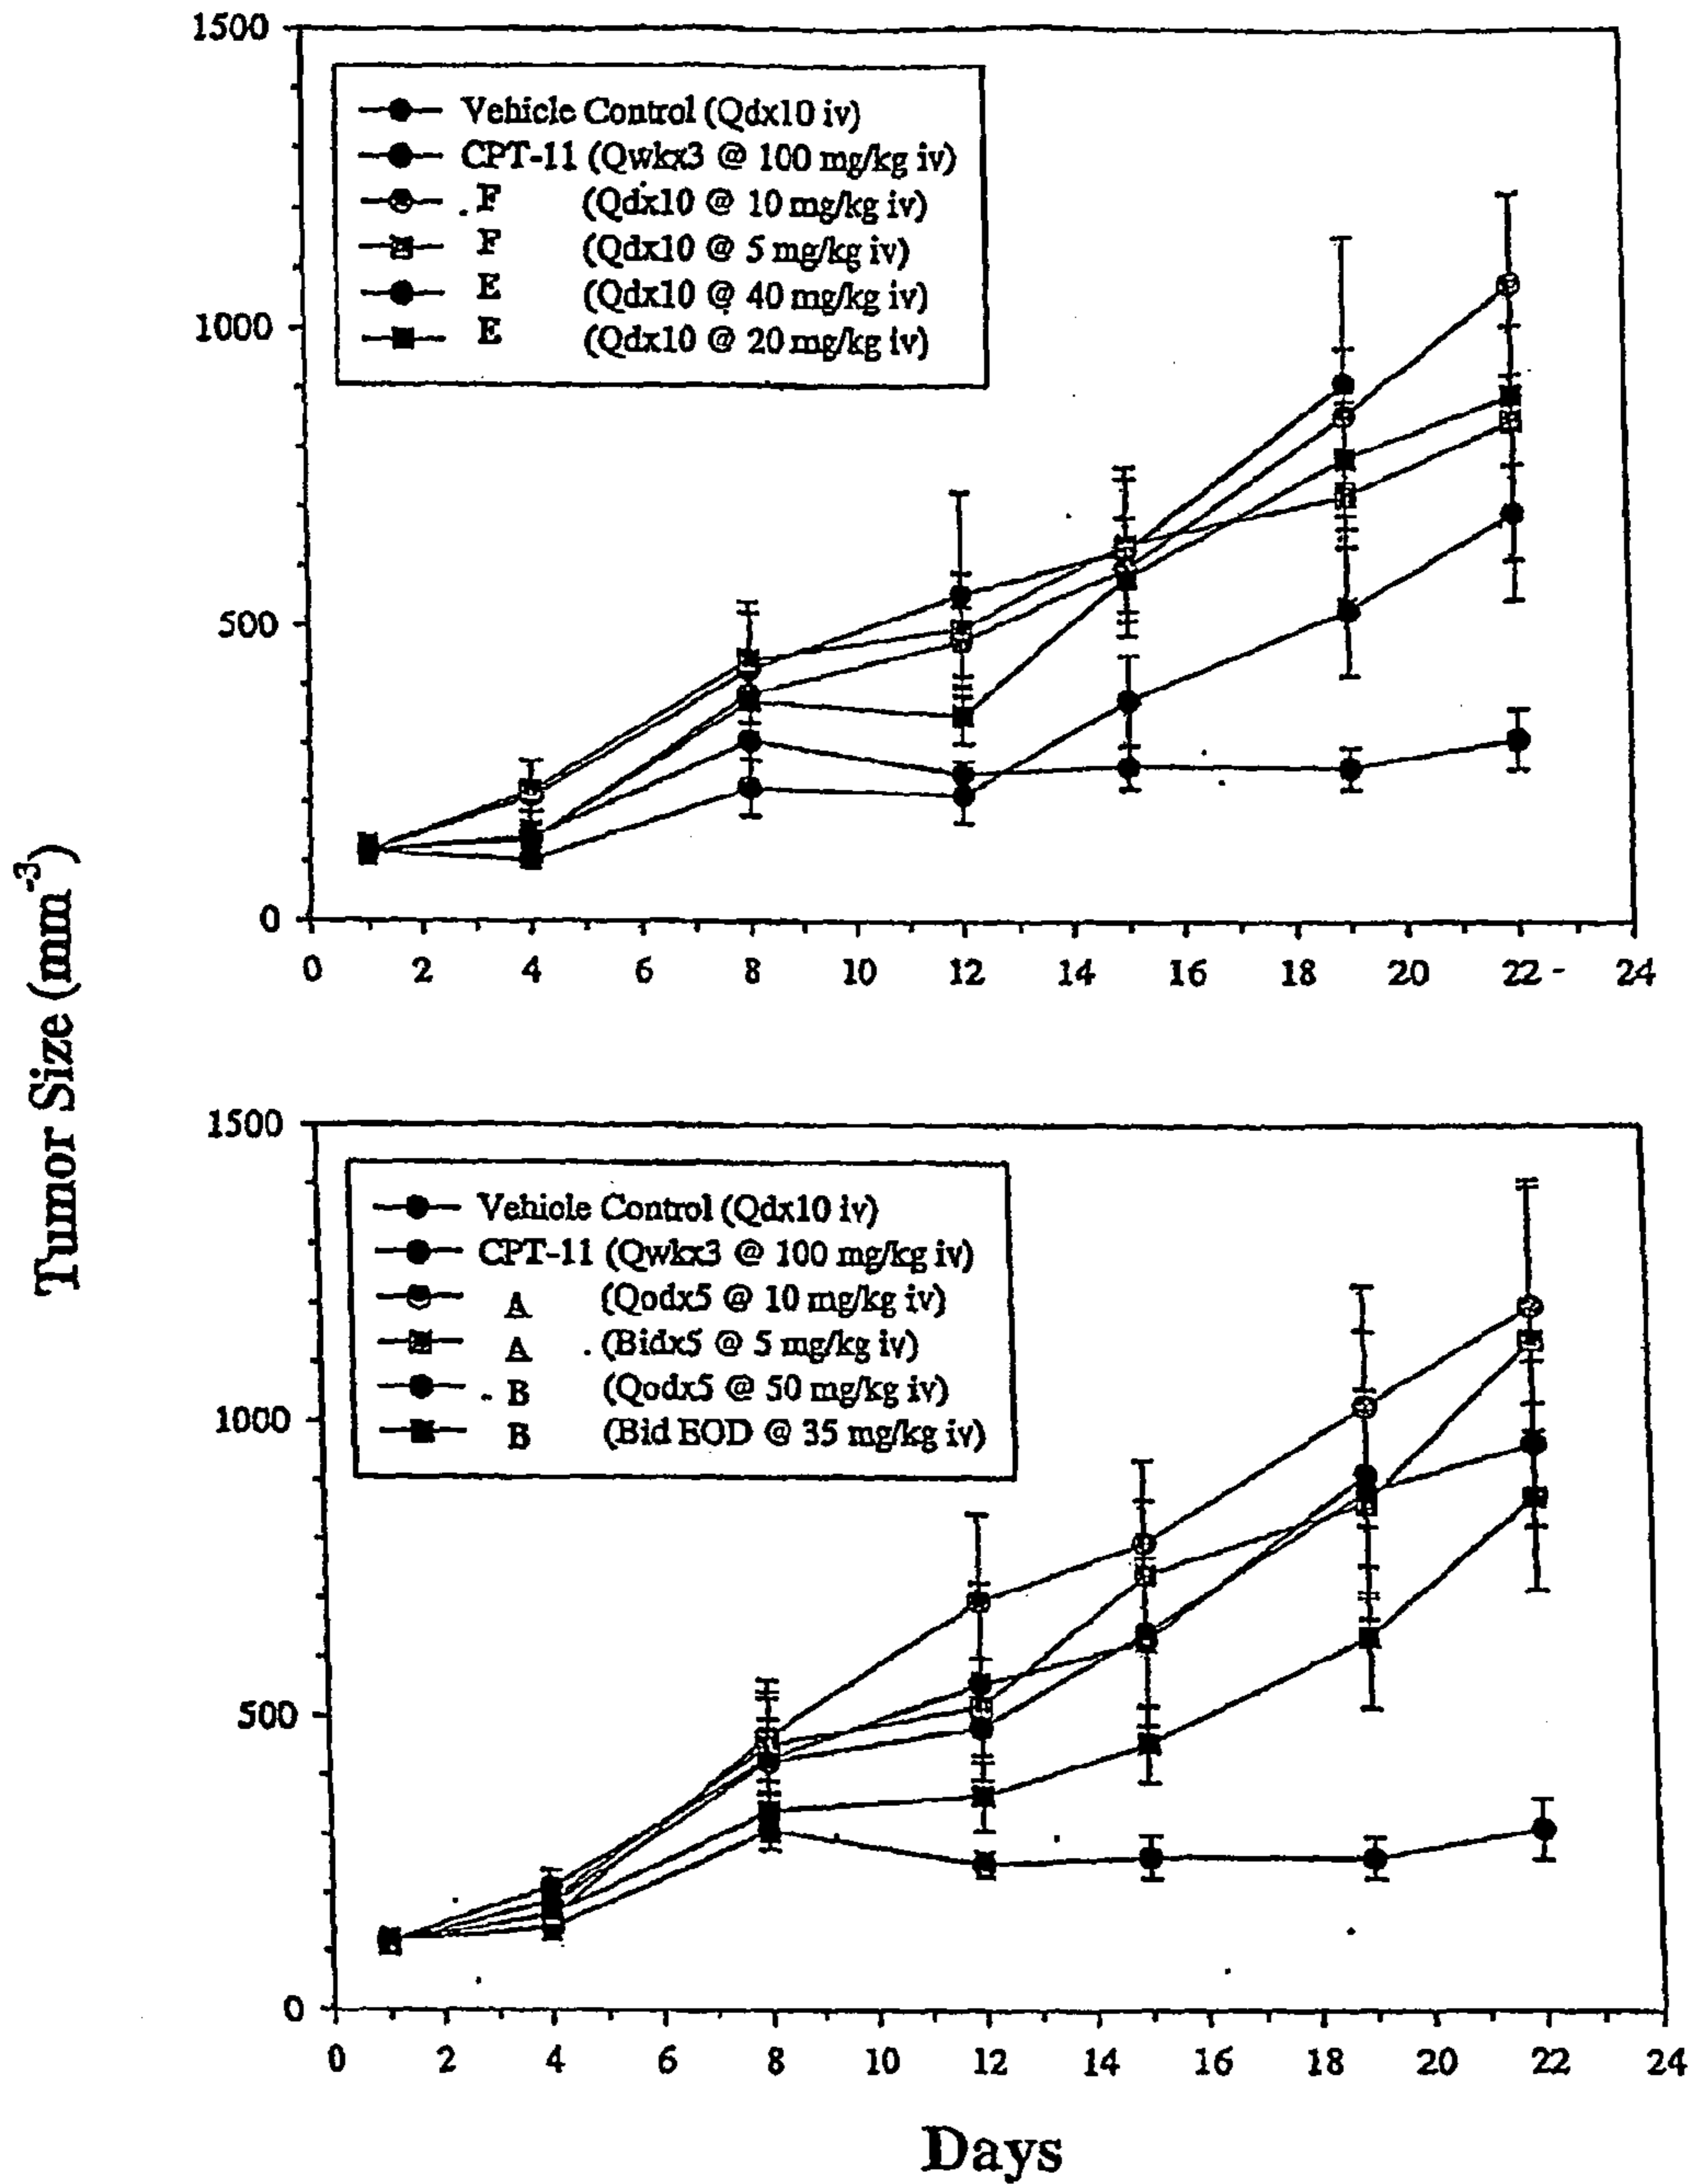 1500
1000
500
0
Vehicle Control (Qdx10 iv)
CPT-11 (Qwkx3 @ 100 mg/kg iv)
F (Qdx10 @ 10 mg/kg iv)
F (Qdx10 @ 5 mg/kg iv)
E (Qdx10 @ 40 mg/kg iv)
E (Qdx10 @ 20 mg/kg iv)
0 2 4 6 8 10 12 14 16 18 20 22 - 24
Tumor Size (mm-3)
1500
1000
500
0
Vehicle Control (Qdx10 iv)
CPT-11 (Qwkx3 @ 100 mg/kg iv)
A (Qodx5 @ 10 mg/kg iv)
A (Bidx5 @ 5 mg/kg iv)
B (Qodx5 @ 50 mg/kg iv)
B (Bid EOD @ 35 mg/kg iv)
0 2 4 6 8 10 12 14 16 18 20 22 24
Days